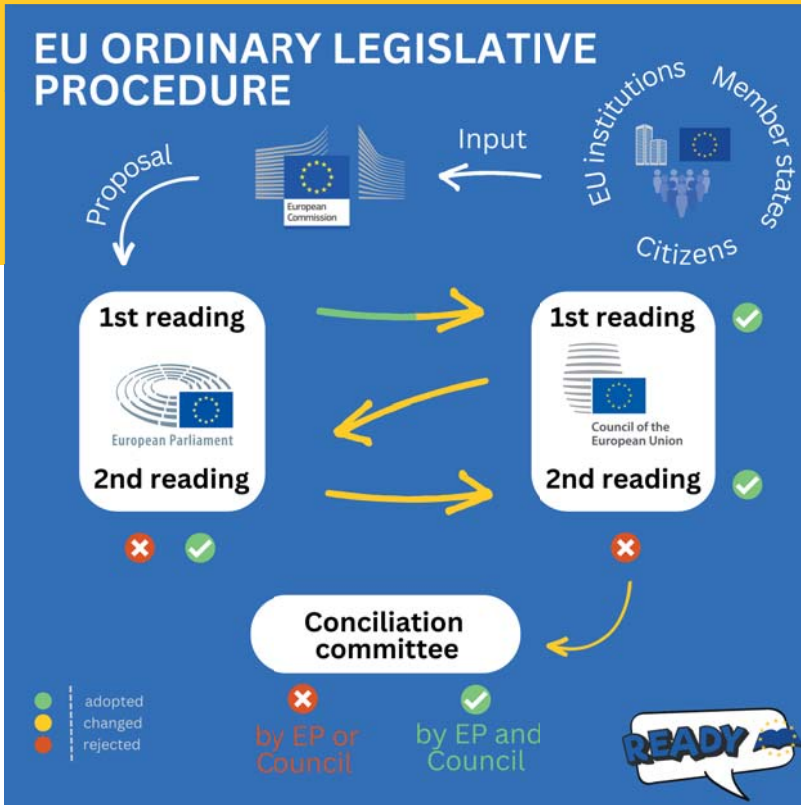 EU ORDINARY LEGISLATIVE
PROCEDURE
EU institutions
Member states
Citizens
Input
European
Commission
Proposal
1st reading
European Parliament
2nd reading
1st reading
Council of the
European Union
2nd reading
Conciliation
committee
by EP or
Council
by EP and
Council
adopted
changed
rejected
READY